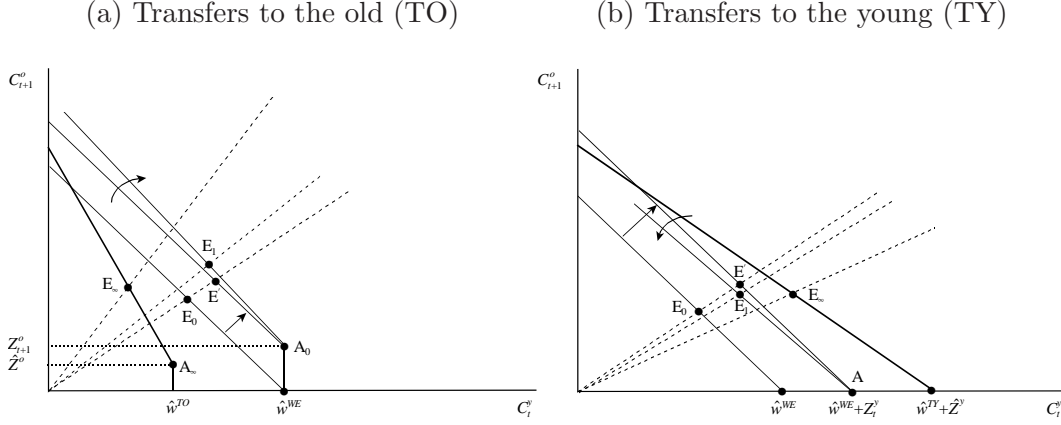 (a) Transfers to the old (TO)
C^o_{t+1}
E_1
E'
E_∞
E_0
Z^o_{t+1}
A_0
Ẑ^o
A_∞
ŵ^{TO}
ŵ^{WE}
C^y_t
(b) Transfers to the young (TY)
C^o_{t+1}
E'
E_1
E_∞
E_0
A
ŵ^{WE}
ŵ^{WE}+Z^y_t
ŵ^{TY}+Ẑ^y
C^y_t